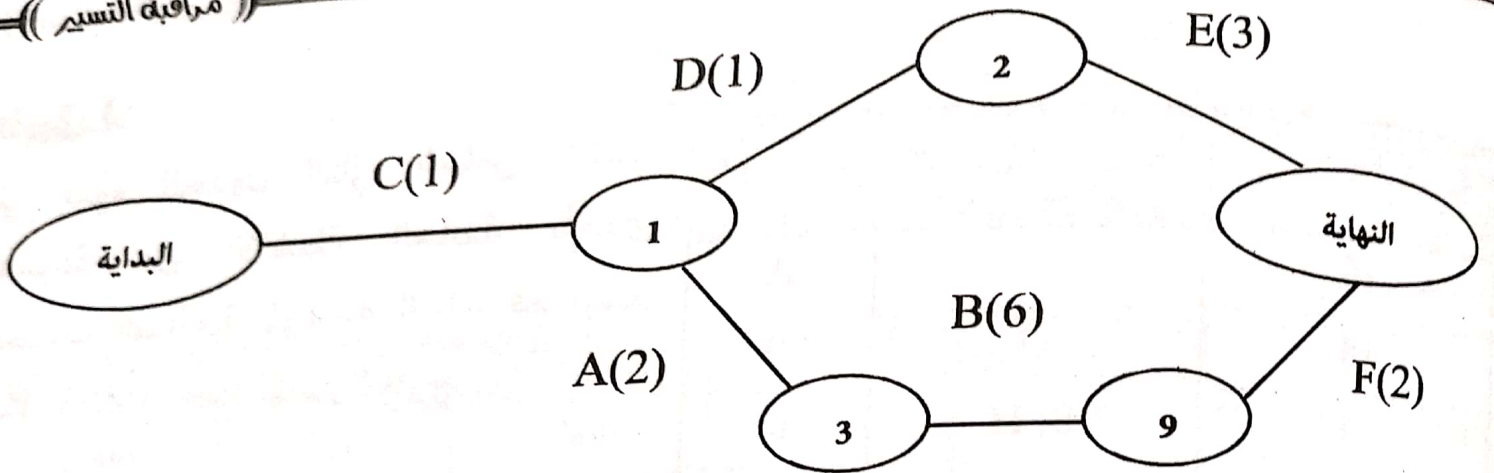 (( مراقبة التسيير ))
E(3)
2
D(1)
C(1)
1
البداية
النهاية
B(6)
A(2)
F(2)
3
9